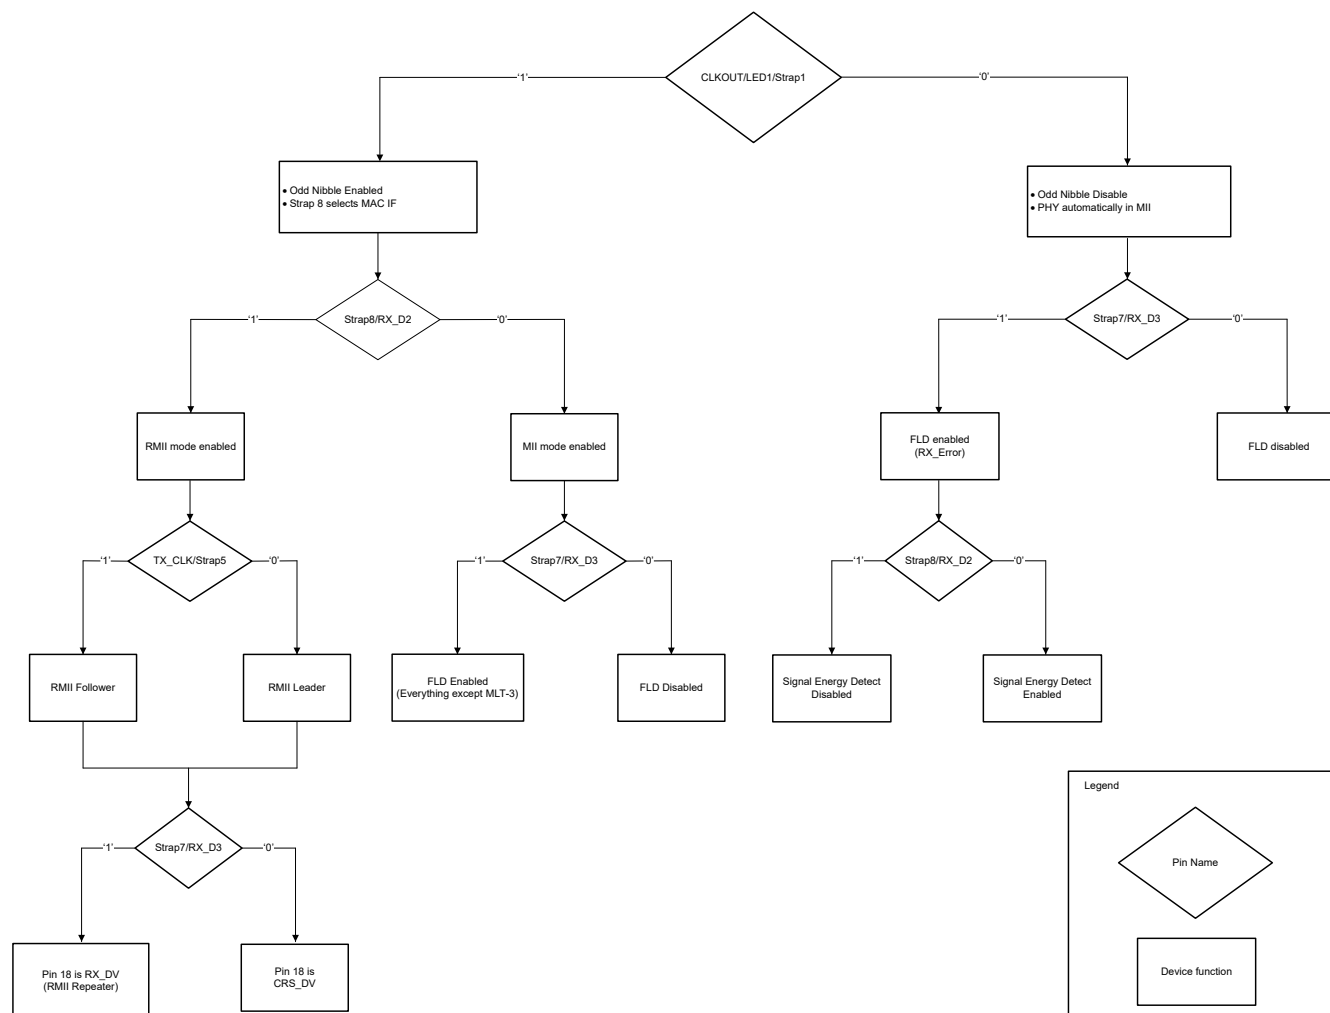 CLKOUT/LED1/Strap1
‘1’
‘0’
• Odd Nibble Enabled
• Strap 8 selects MAC IF
• Odd Nibble Disable
• PHY automatically in MII
Strap8/RX_D2
‘1’
‘0’
Strap7/RX_D3
‘1’
‘0’
RMII mode enabled
MII mode enabled
FLD enabled
(RX_Error)
FLD disabled
TX_CLK/Strap5
‘1’
‘0’
Strap7/RX_D3
‘1’
‘0’
Strap8/RX_D2
‘1’
‘0’
RMII Follower
RMII Leader
FLD Enabled
(Everything except MLT-3)
FLD Disabled
Signal Energy Detect
Disabled
Signal Energy Detect
Enabled
Strap7/RX_D3
‘1’
‘0’
Pin 18 is RX_DV
(RMII Repeater)
Pin 18 is
CRS_DV
Legend
Pin Name
Device function